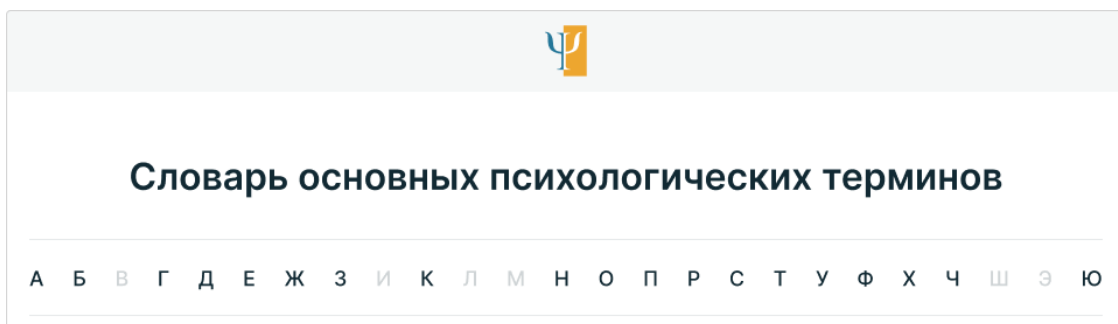 Ψ
Словарь основных психологических терминов
А Б В Г Д Е Ж З И К Л М Н О П Р С Т У Ф Х Ч Ш Э Ю